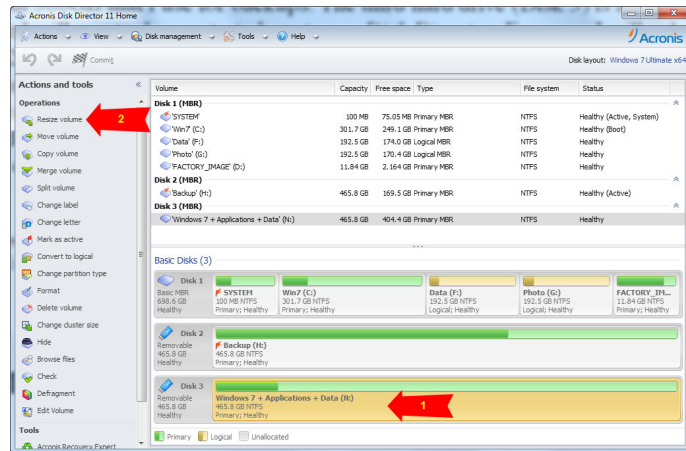 Acronis Disk Director 11 Home
Actions View Disk management Tools Help Acronis
Commit Disk layout: Windows 7 Ultimate x64
Actions and tools
Operations
Resize volume 2
Move volume
Copy volume
Merge volume
Split volume
Change label
Change letter
Mark as active
Convert to logical
Change partition type
Format
Delete volume
Change cluster size
Hide
Browse files
Check
Defragment
Edit Volume
Tools
Acronis Recovery Expert
Volume Capacity Free space Type File system Status
Disk 1 (MBR)
'SYSTEM' 100 MB 75.05 MB Primary MBR NTFS Healthy (Active, System)
'Win7' (C:) 301.7 GB 249.1 GB Primary MBR NTFS Healthy (Boot)
'Data' (F:) 192.5 GB 174.0 GB Logical MBR NTFS Healthy
'Photo' (G:) 192.5 GB 170.4 GB Logical MBR NTFS Healthy
'FACTORY_IMAGE' (D:) 11.84 GB 2.164 GB Primary MBR NTFS Healthy
Disk 2 (MBR)
'Backup' (H:) 465.8 GB 169.5 GB Primary MBR NTFS Healthy (Active)
Disk 3 (MBR)
'Windows 7 + Applications + Data' (N:) 465.8 GB 404.4 GB Primary MBR NTFS Healthy
Basic Disks (3)
Disk 1
Basic MBR SYSTEM Win7 (C:) Data (F:) Photo (G:) FACTORY_IM...
698.6 GB 100 MB NTFS 301.7 GB NTFS 192.5 GB NTFS 192.5 GB NTFS 11.84 GB NTFS
Healthy Primary; Healthy Primary; Healthy Logical; Healthy Logical; Healthy Primary; Healthy
Disk 2
Removable Backup (H:)
465.8 GB 465.8 GB NTFS
Healthy Primary; Healthy
Disk 3
Removable Windows 7 + Applications + Data (N:)
465.8 GB 465.8 GB NTFS 1
Healthy Primary; Healthy
Primary Logical Unallocated